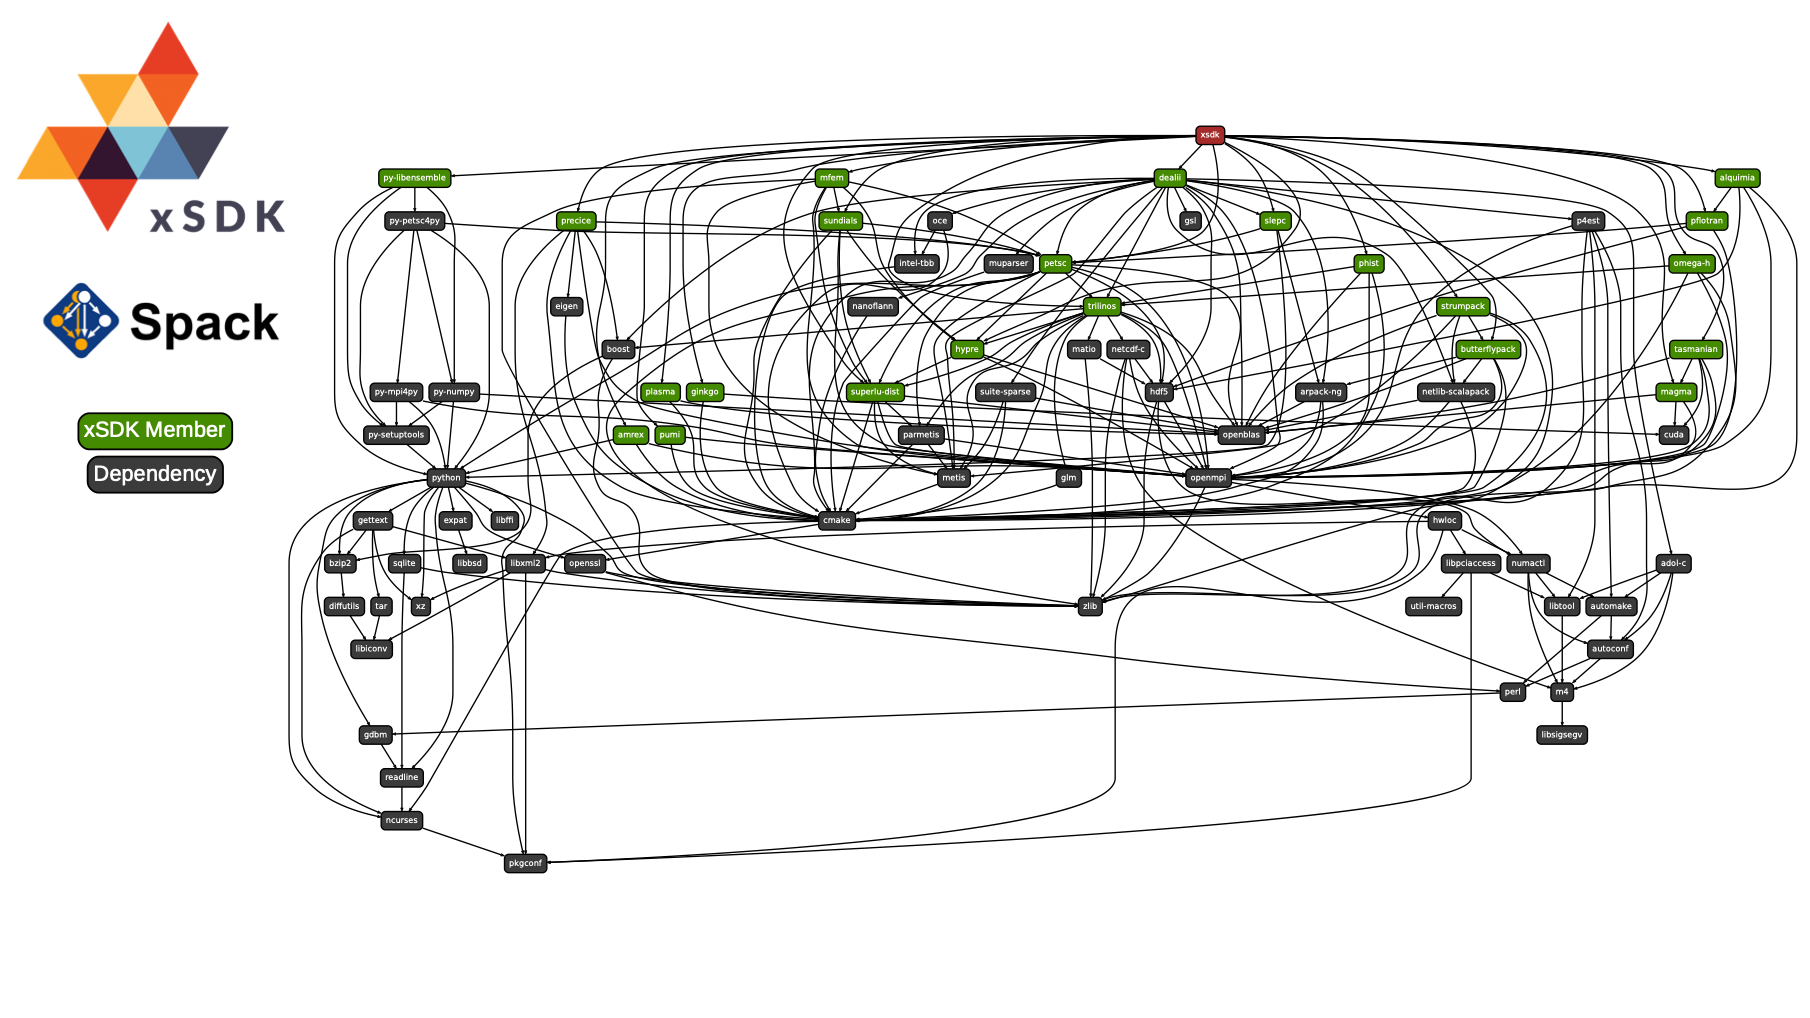 xSDK
Spack
xSDK Member
Dependency
xsdk
py-libensemble
mfem
dealii
alquimia
py-petsc4py
precice
sundials
oce
gsl
slepc
p4est
pflotran
intel-tbb
muparser
petsc
phist
omega-h
eigen
nanoflann
trilinos
strumpack
boost
hypre
matio
netcdf-c
butterflypack
tasmanian
py-mpi4py
py-numpy
plasma
ginkgo
superlu-dist
suite-sparse
hdf5
arpack-ng
netlib-scalapack
magma
py-setuptools
amrex
pumi
parmetis
openblas
cuda
python
metis
glm
openmpi
gettext
expat
libffi
cmake
hwloc
bzip2
sqlite
libbsd
libxml2
openssl
libpciaccess
numactl
adol-c
diffutils
tar
xz
zlib
util-macros
libtool
automake
libiconv
autoconf
perl
m4
gdbm
libsigsegv
readline
ncurses
pkgconf